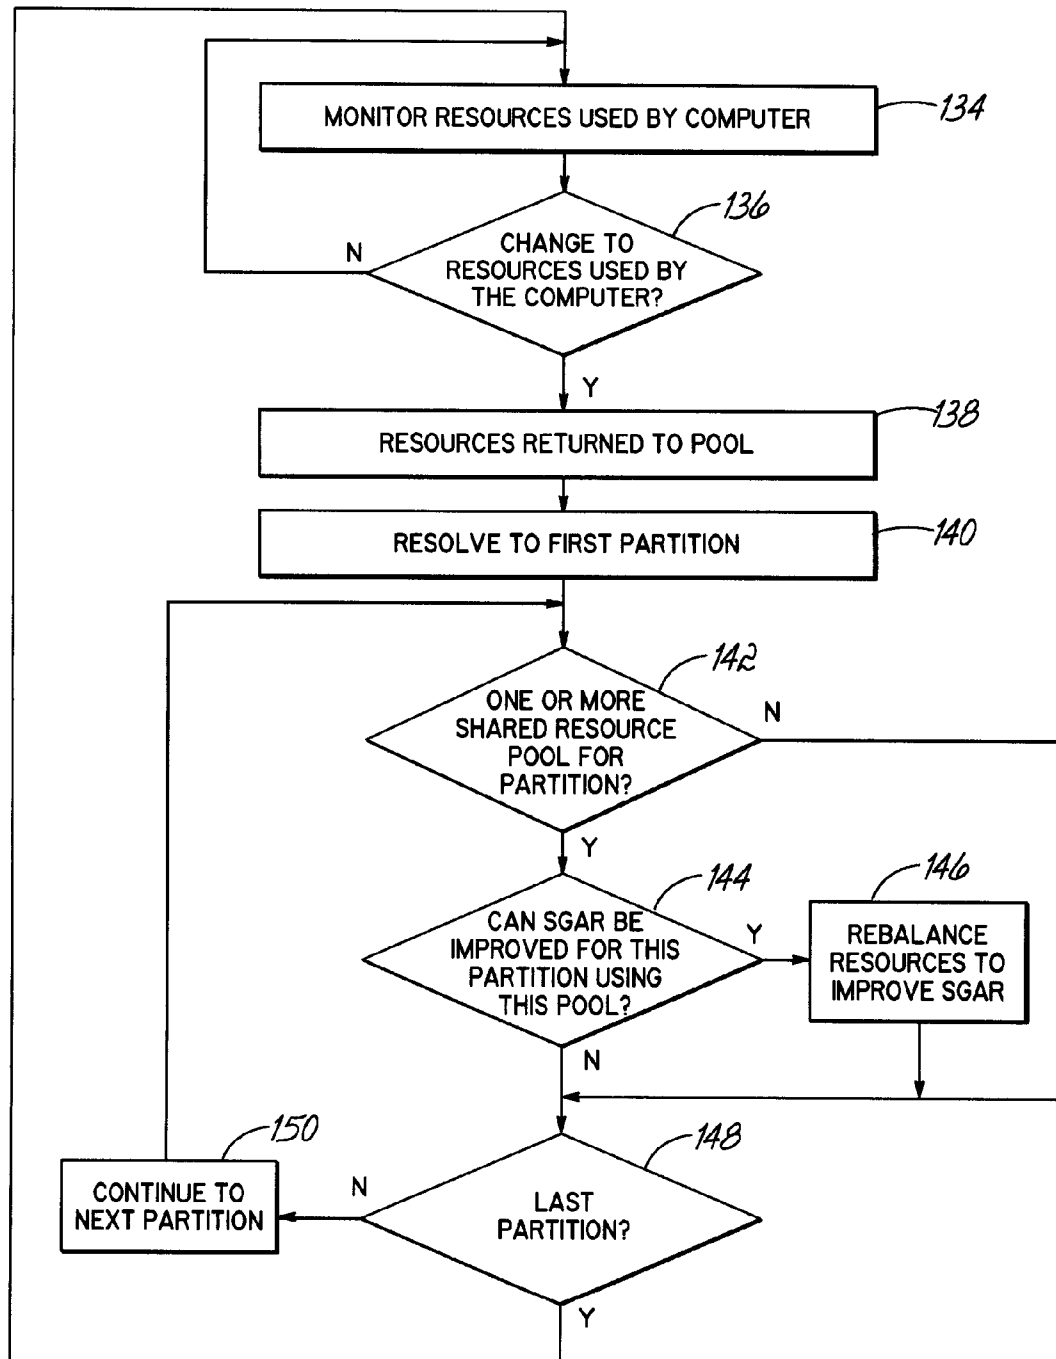 MONITOR RESOURCES USED BY COMPUTER
134
136
CHANGE TO
RESOURCES USED BY
THE COMPUTER?
N
Y
138
RESOURCES RETURNED TO POOL
RESOLVE TO FIRST PARTITION
140
142
ONE OR MORE
SHARED RESOURCE
POOL FOR
PARTITION?
N
Y
144
CAN SGAR BE
IMPROVED FOR THIS
PARTITION USING
THIS POOL?
Y
146
REBALANCE
RESOURCES TO
IMPROVE SGAR
N
150
CONTINUE TO
NEXT PARTITION
N
148
LAST
PARTITION?
Y